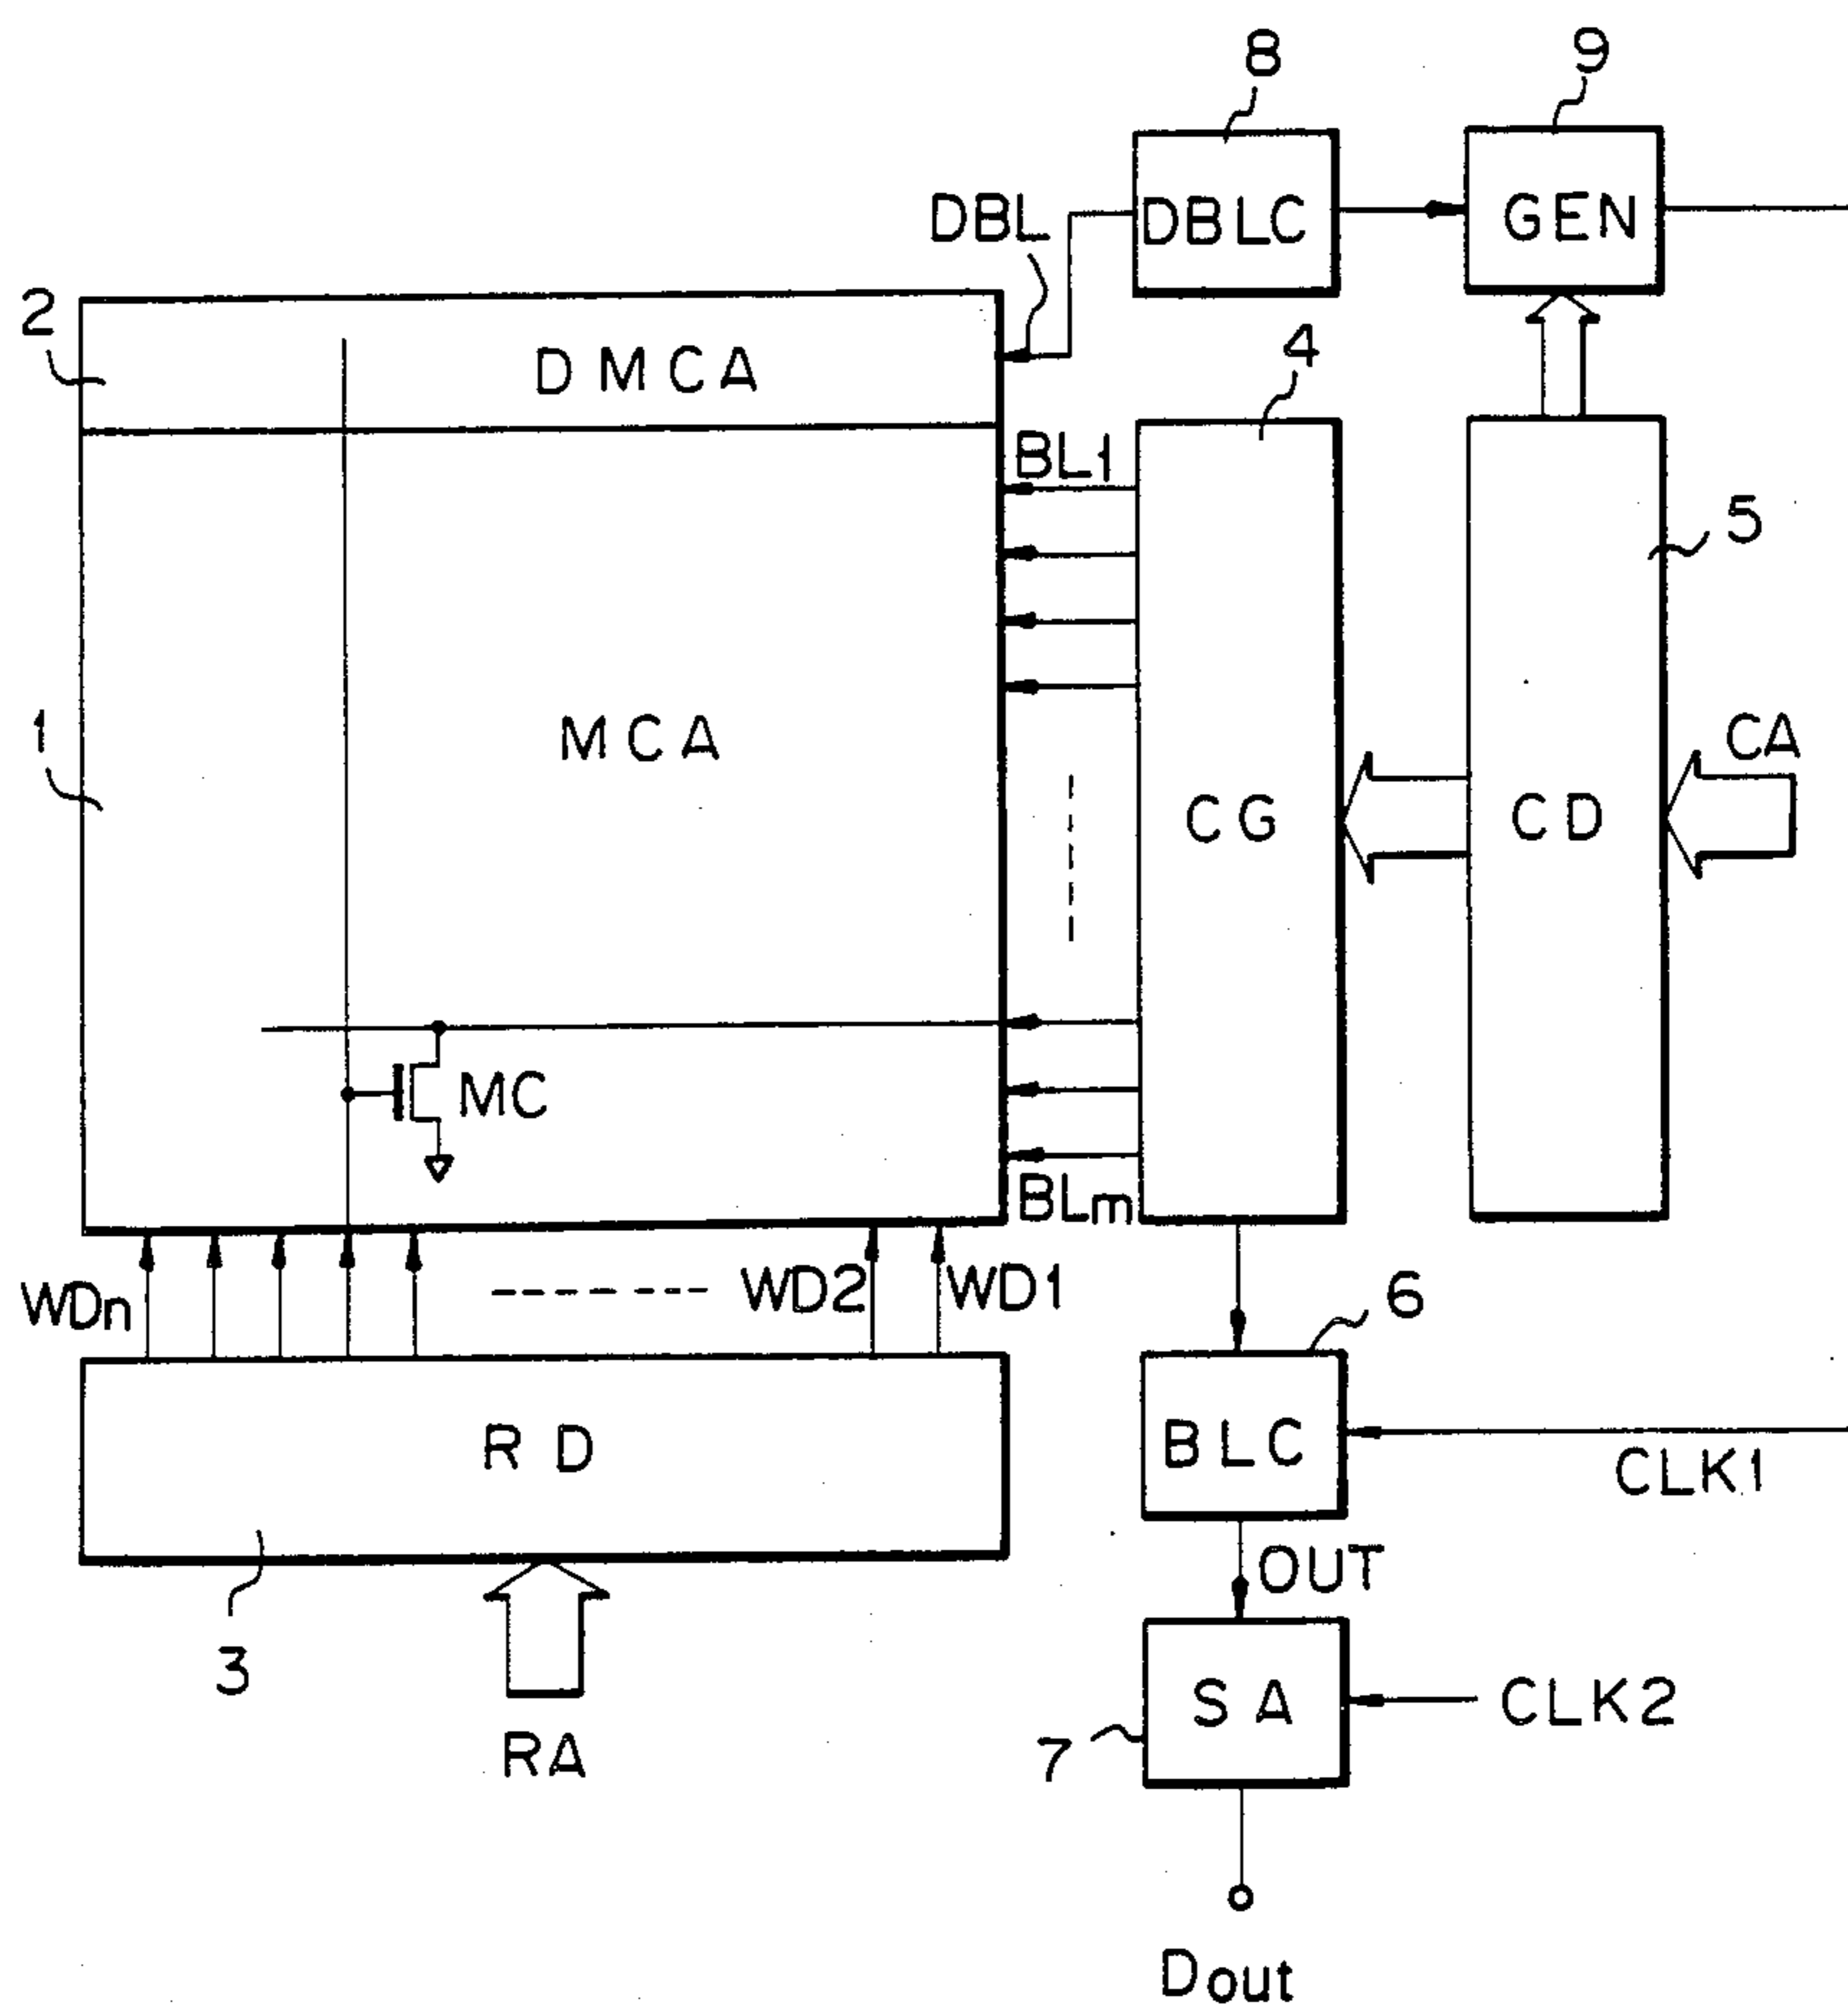 8
9
DBL
DBLC
GEN
2
DMCA
4
BL1
5
1
MCA
CA
CG
CD
MC
BLm
WDn
WD2
WD1
6
RD
BLC
CLK1
OUT
3
SA
CLK2
7
RA
Dout